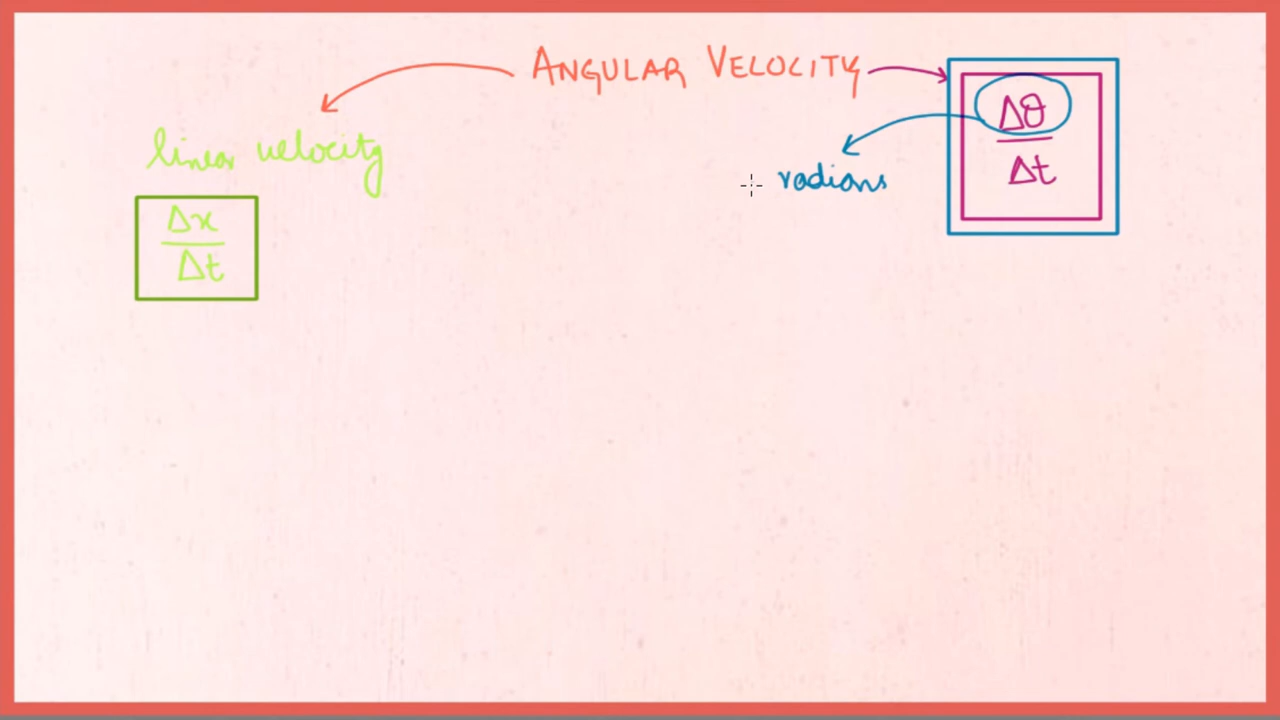 ANGULAR VELOCITY
linear velocity
Δx
Δt
radians
Δθ
Δt